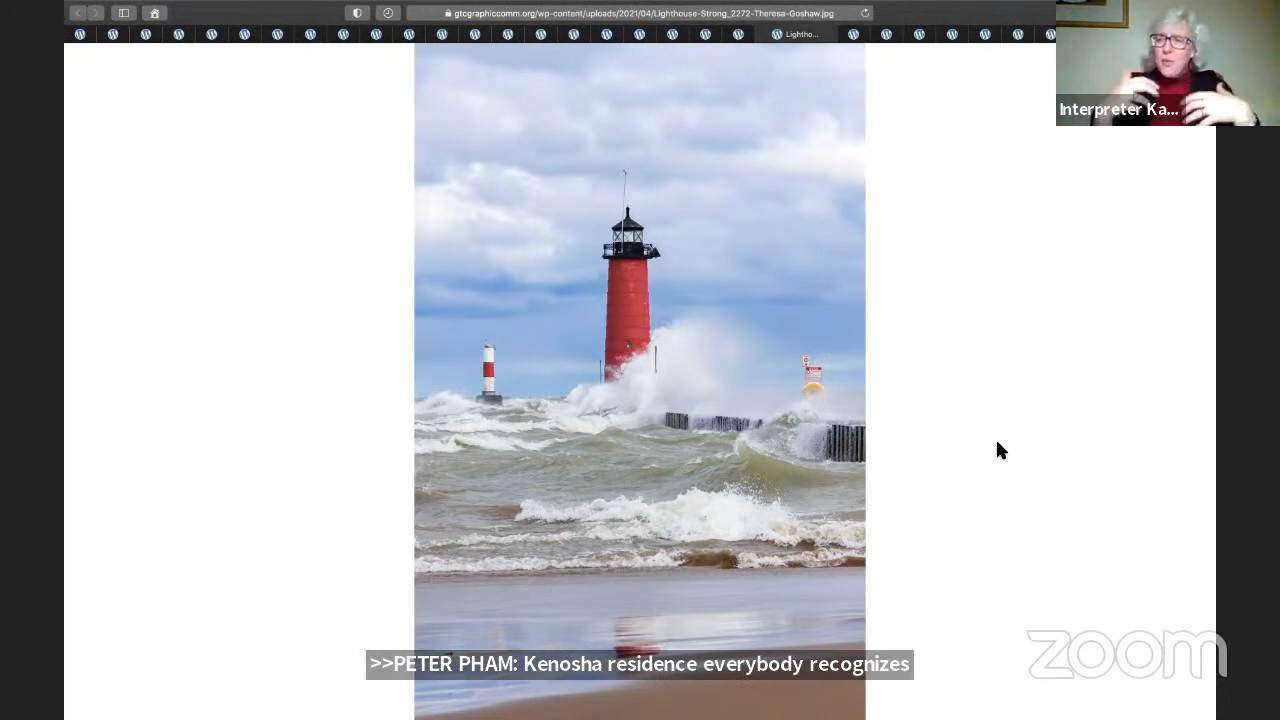 gtcgraphiccomm.org/wp-content/uploads/2021/04/Lighthouse-Strong_2272-Theresa-Goshaw.jpg
Lightho...
Interpreter Ka...
>>PETER PHAM: Kenosha residence everybody recognizes
zoom